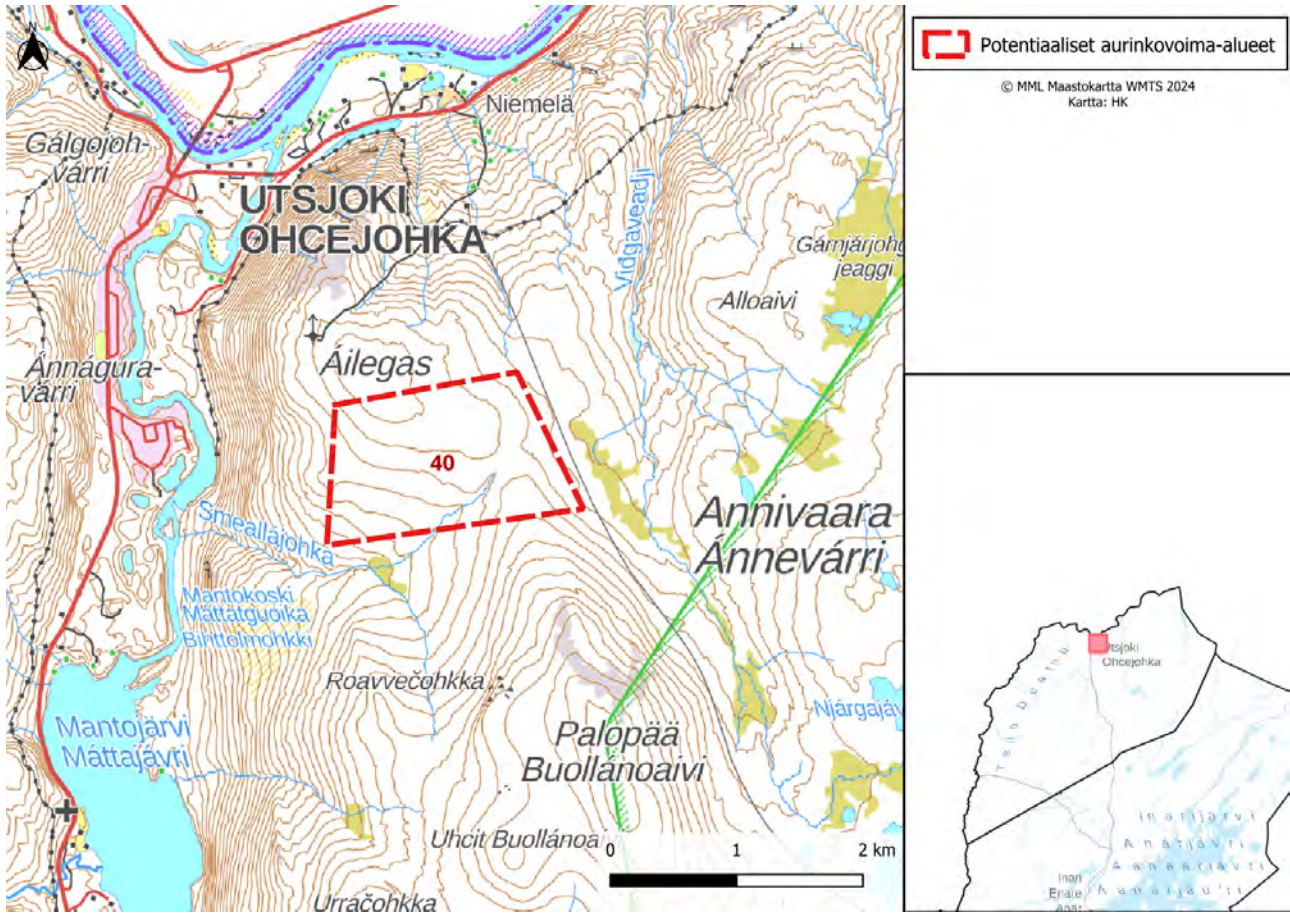 N
Niemelä
Gálgojoh-
várri
UTSJOKI
OHCEJOHKA
Vidgaveadji
Gárnjárjohg
jeaggi
Alloaivi
Áilegas
Ánnágura-
várri
40
Annivaara
Ánnevárri
Smeallájohka
Mantokoski
Máttátguoika
Bihttolmohkki
Roavvečohkka
Njárgajáv
Mantojärvi
Máttajávri
Palopää
Buollánoaivi
Uhcit Buollánoai
0 1 2 km
Urračohkka
Potentiaaliset aurinkovoima-alueet
© MML Maastokartta WMTS 2024
Kartta: HK
Utsjoki
Ohcejohka
Inarijärvi
Anárjávri
Inari